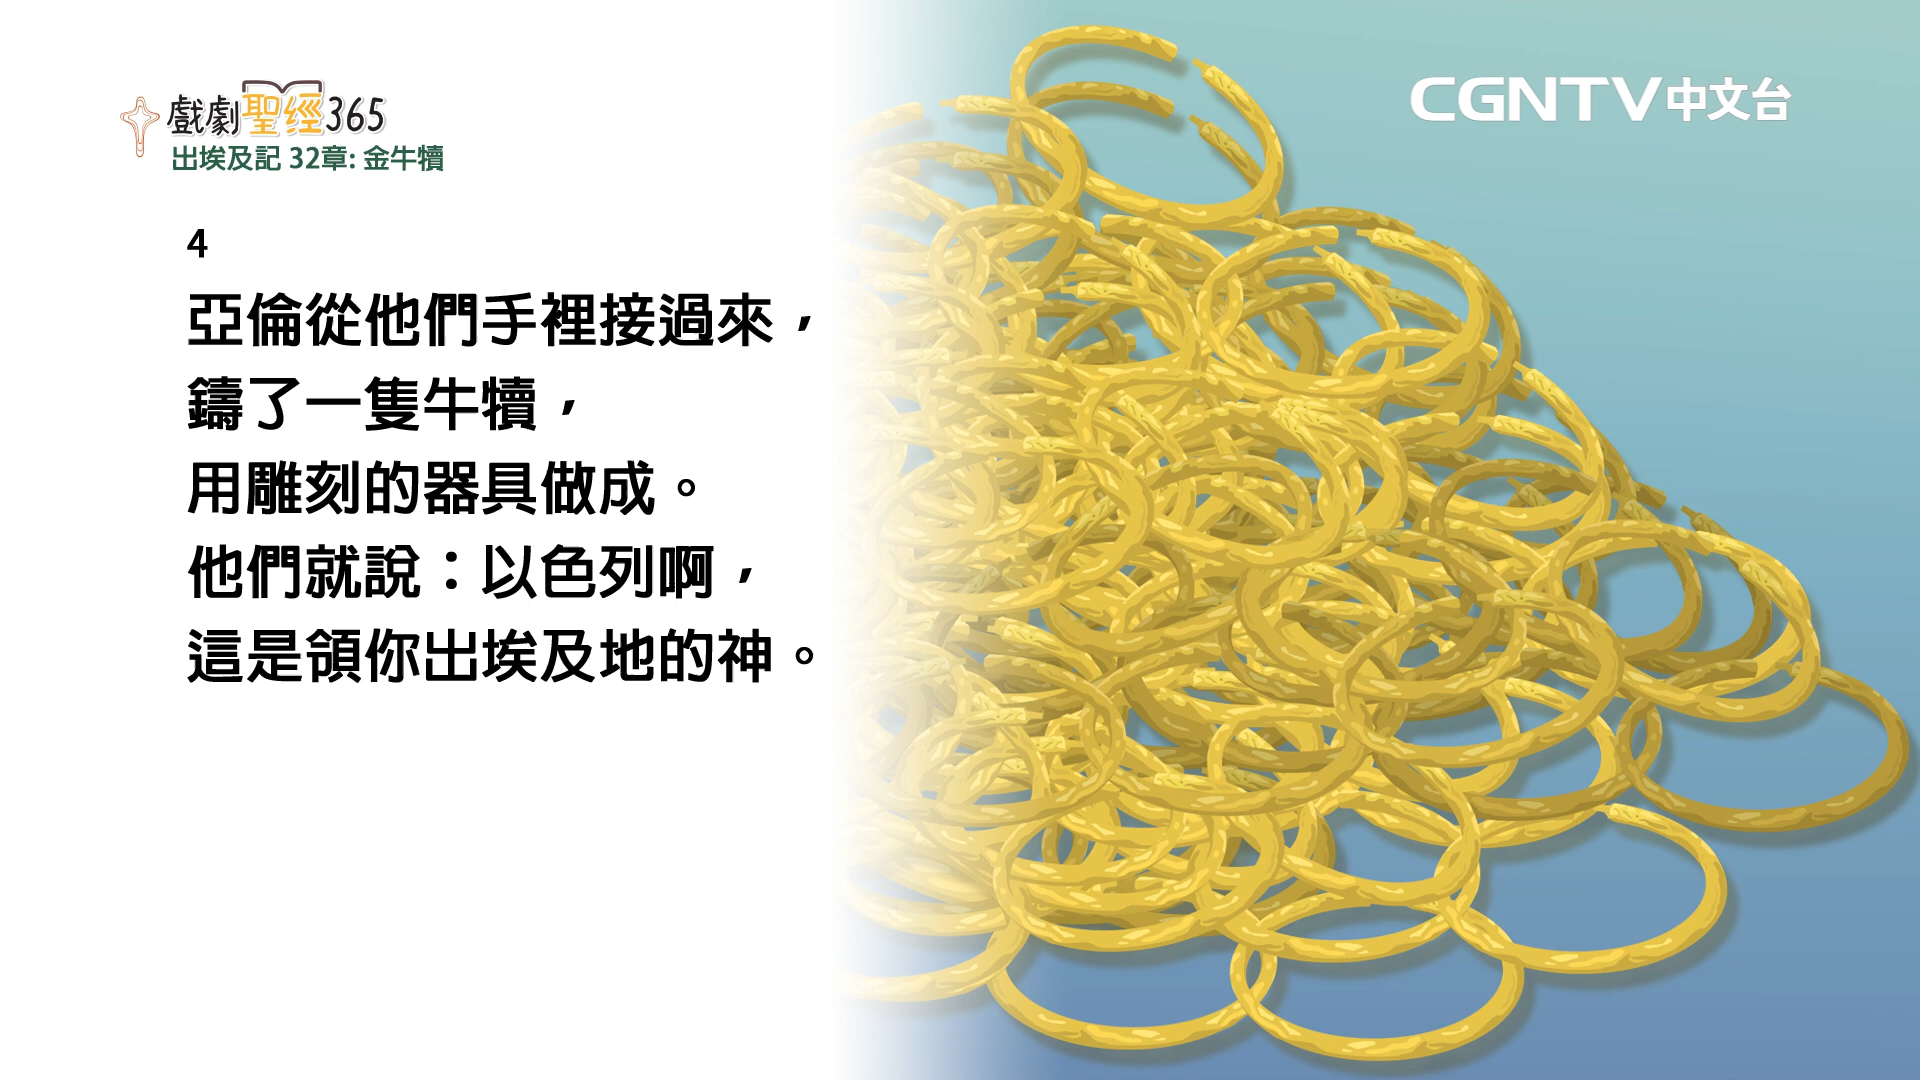 戲劇聖經365
出埃及記 32章: 金牛犢
CGNTV中文台
4
亞倫從他們手裡接過來，
鑄了一隻牛犢，
用雕刻的器具做成。
他們就說：以色列啊，
這是領你出埃及地的神。